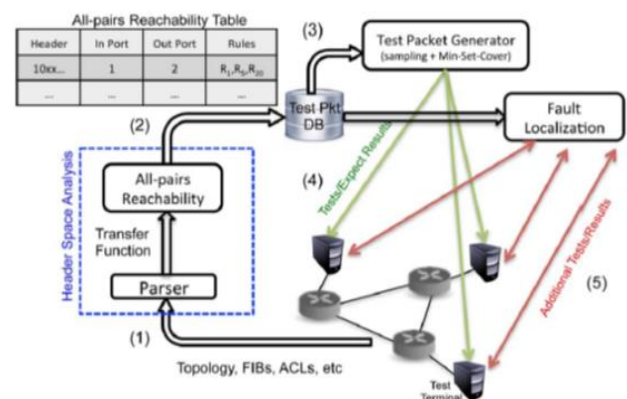 All-pairs Reachability Table
Header In Port Out Port Rules
10xx... 1 2 R1,R5,R20
... ... ... ...
(3)
Test Packet Generator
(sampling + Min-Set-Cover)
(2)
Test Pkt
DB
Fault
Localization
All-pairs
Reachability
Header Space Analysis
Transfer
Function
Parser
(1)
Topology, FIBs, ACLs, etc
(4)
Tests/Expect Results
Additional Tests/Results
(5)
Test
Terminal